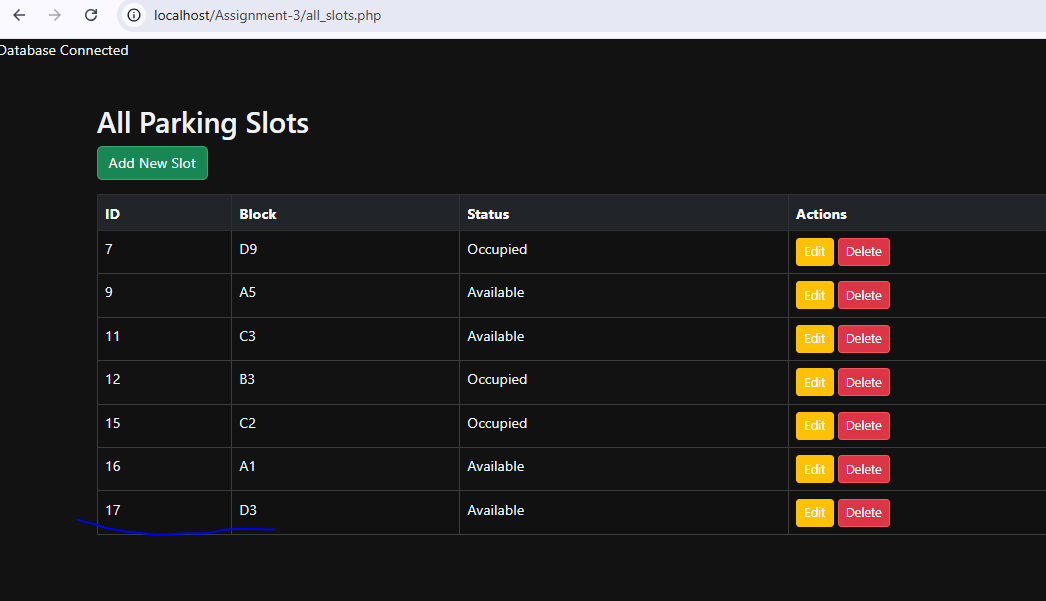 localhost/Assignment-3/all_slots.php
Database Connected
All Parking Slots
Add New Slot
ID Block Status Actions
7 D9 Occupied Edit Delete
9 A5 Available Edit Delete
11 C3 Available Edit Delete
12 B3 Occupied Edit Delete
15 C2 Occupied Edit Delete
16 A1 Available Edit Delete
17 D3 Available Edit Delete